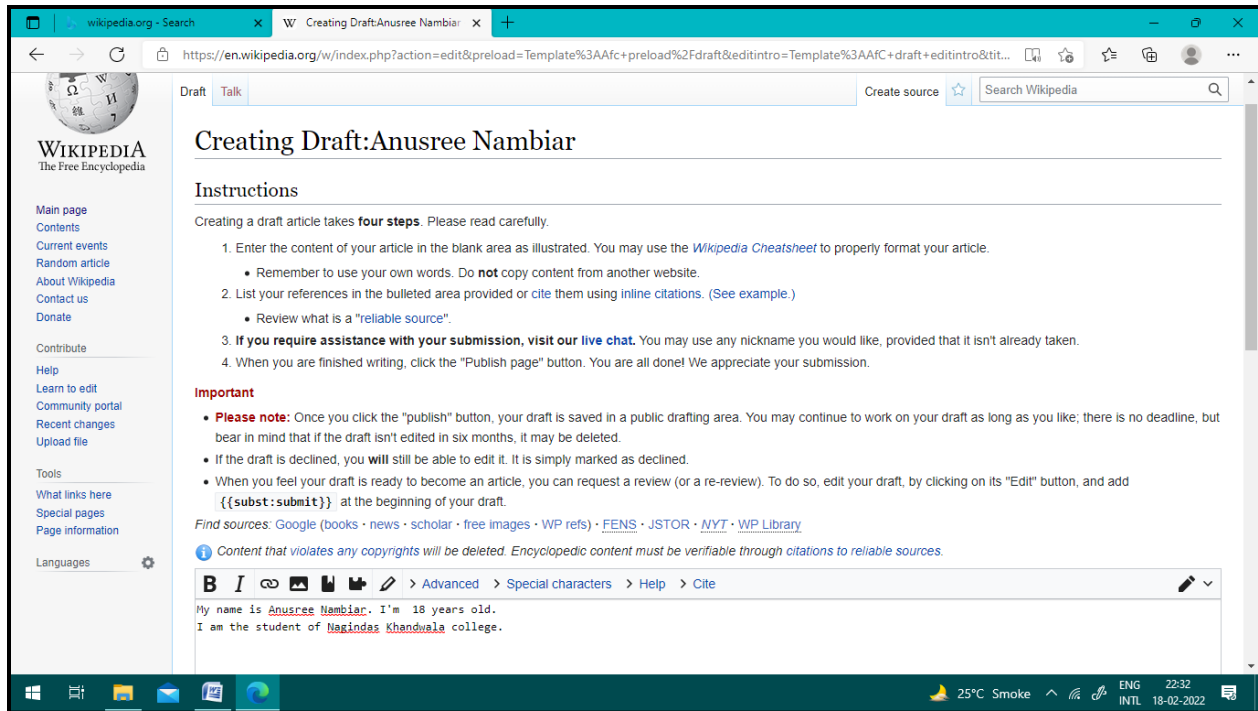 wikipedia.org - Search
W Creating Draft:Anusree Nambiar
https://en.wikipedia.org/w/index.php?action=edit&preload=Template%3AAfc+preload%2Fdraft&editintro=Template%3AAfC+draft+editintro&tit...
Draft Talk Create source Search Wikipedia
WIKIPEDIA
The Free Encyclopedia
Main page
Contents
Current events
Random article
About Wikipedia
Contact us
Donate
Contribute
Help
Learn to edit
Community portal
Recent changes
Upload file
Tools
What links here
Special pages
Page information
Languages
Creating Draft:Anusree Nambiar
Instructions
Creating a draft article takes four steps. Please read carefully.
1. Enter the content of your article in the blank area as illustrated. You may use the Wikipedia Cheatsheet to properly format your article.
• Remember to use your own words. Do not copy content from another website.
2. List your references in the bulleted area provided or cite them using inline citations. (See example.)
• Review what is a "reliable source".
3. If you require assistance with your submission, visit our live chat. You may use any nickname you would like, provided that it isn't already taken.
4. When you are finished writing, click the "Publish page" button. You are all done! We appreciate your submission.
Important
• Please note: Once you click the "publish" button, your draft is saved in a public drafting area. You may continue to work on your draft as long as you like; there is no deadline, but
bear in mind that if the draft isn't edited in six months, it may be deleted.
• If the draft is declined, you will still be able to edit it. It is simply marked as declined.
• When you feel your draft is ready to become an article, you can request a review (or a re-review). To do so, edit your draft, by clicking on its "Edit" button, and add
{{subst:submit}} at the beginning of your draft.
Find sources: Google (books · news · scholar · free images · WP refs) · FENS · JSTOR · NYT · WP Library
Content that violates any copyrights will be deleted. Encyclopedic content must be verifiable through citations to reliable sources.
B I > Advanced > Special characters > Help > Cite
My name is Anusree Nambiar. I'm  18 years old.
I am the student of Nagindas Khandwala college.
25°C Smoke ENG 22:32
INTL 18-02-2022